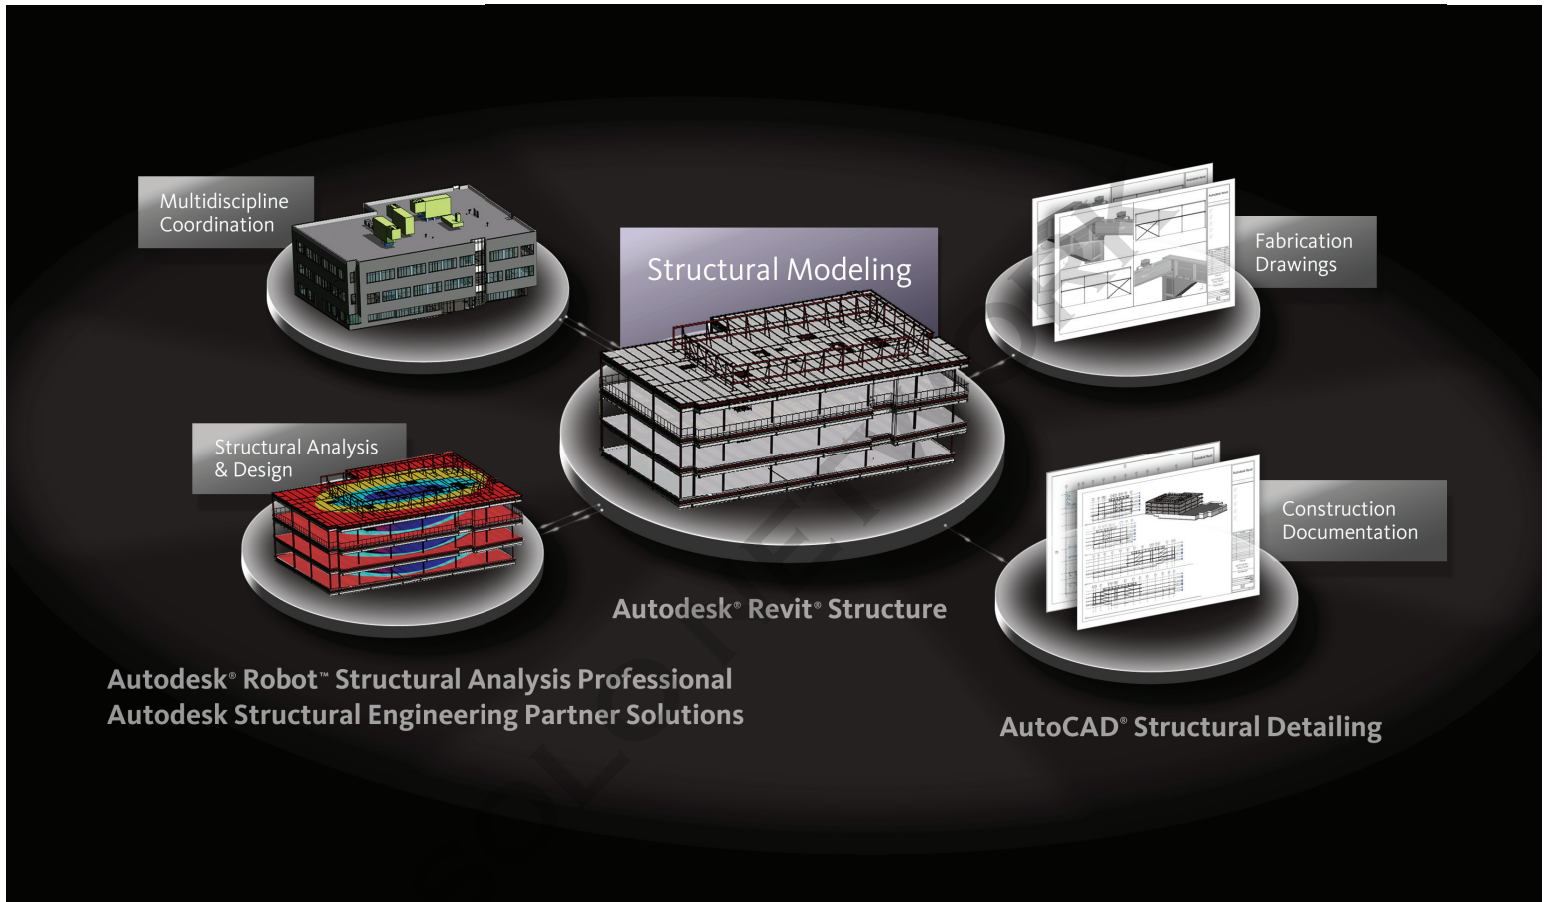 Multidiscipline
Coordination
Structural Modeling
Fabrication
Drawings
Structural Analysis
& Design
Construction
Documentation
Autodesk® Revit® Structure
Autodesk® Robot™ Structural Analysis Professional
Autodesk Structural Engineering Partner Solutions
AutoCAD® Structural Detailing